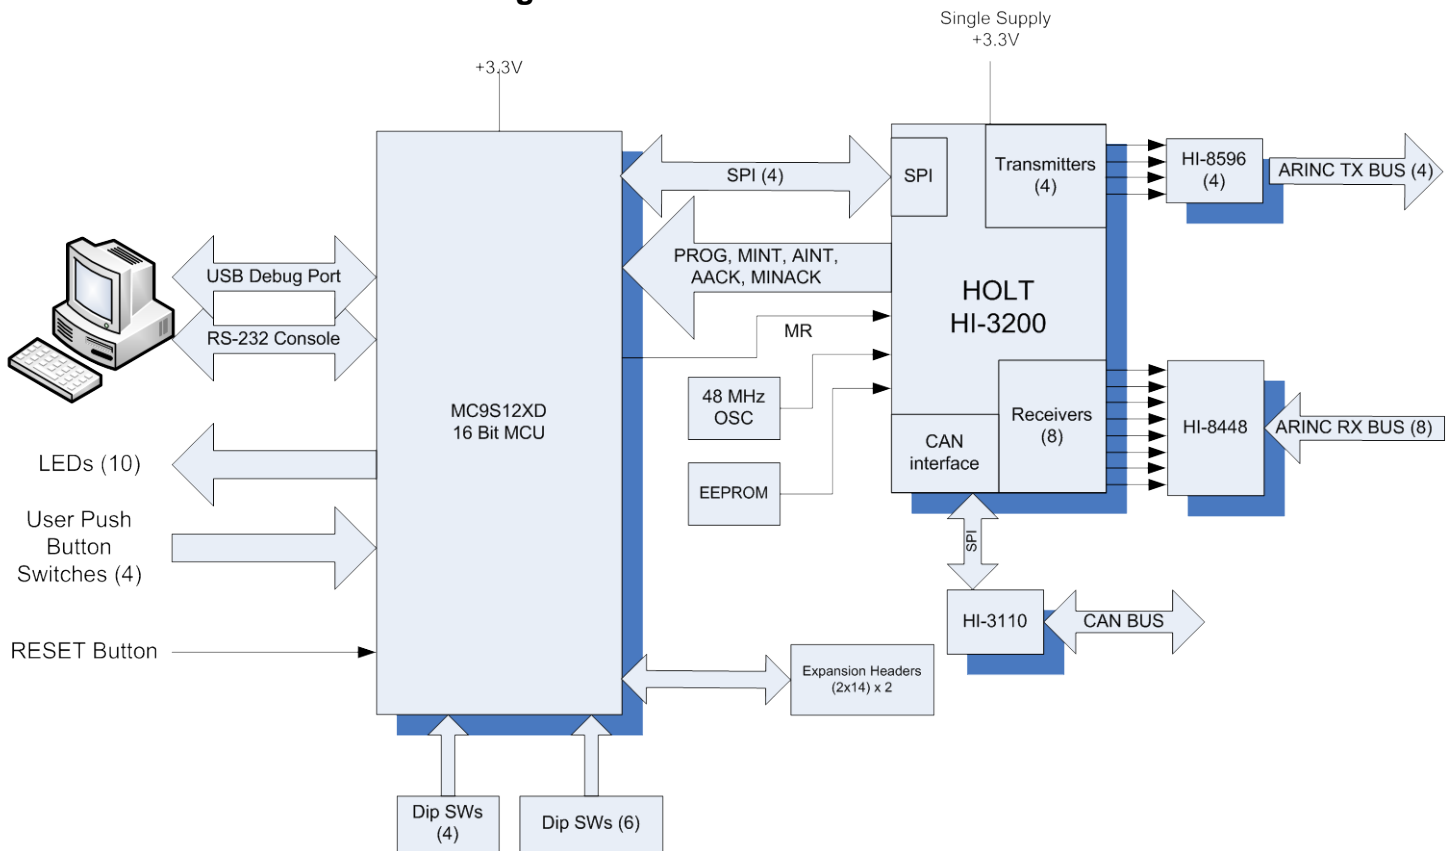 g
Single Supply
+3.3V
+3.3V
SPI (4)
SPI
Transmitters
(4)
HI-8596
(4)
ARINC TX BUS (4)
PROG, MINT, AINT,
AACK, MINACK
USB Debug Port
RS-232 Console
HOLT
HI-3200
MR
48 MHz
OSC
MC9S12XD
16 Bit MCU
Receivers
(8)
HI-8448
ARINC RX BUS (8)
CAN
interface
LEDs (10)
EEPROM
User Push
Button
Switches (4)
SPI
HI-3110
CAN BUS
RESET Button
Expansion Headers
(2x14) x 2
Dip SWs
(4)
Dip SWs (6)